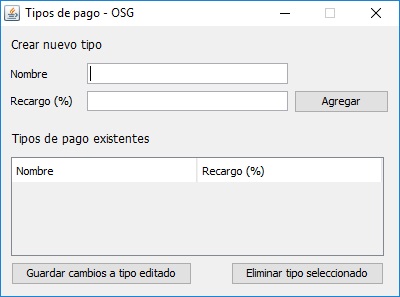 Tipos de pago - OSG
Crear nuevo tipo
Nombre
Recargo (%)
Agregar
Tipos de pago existentes
Nombre Recargo (%)
Guardar cambios a tipo editado Eliminar tipo seleccionado